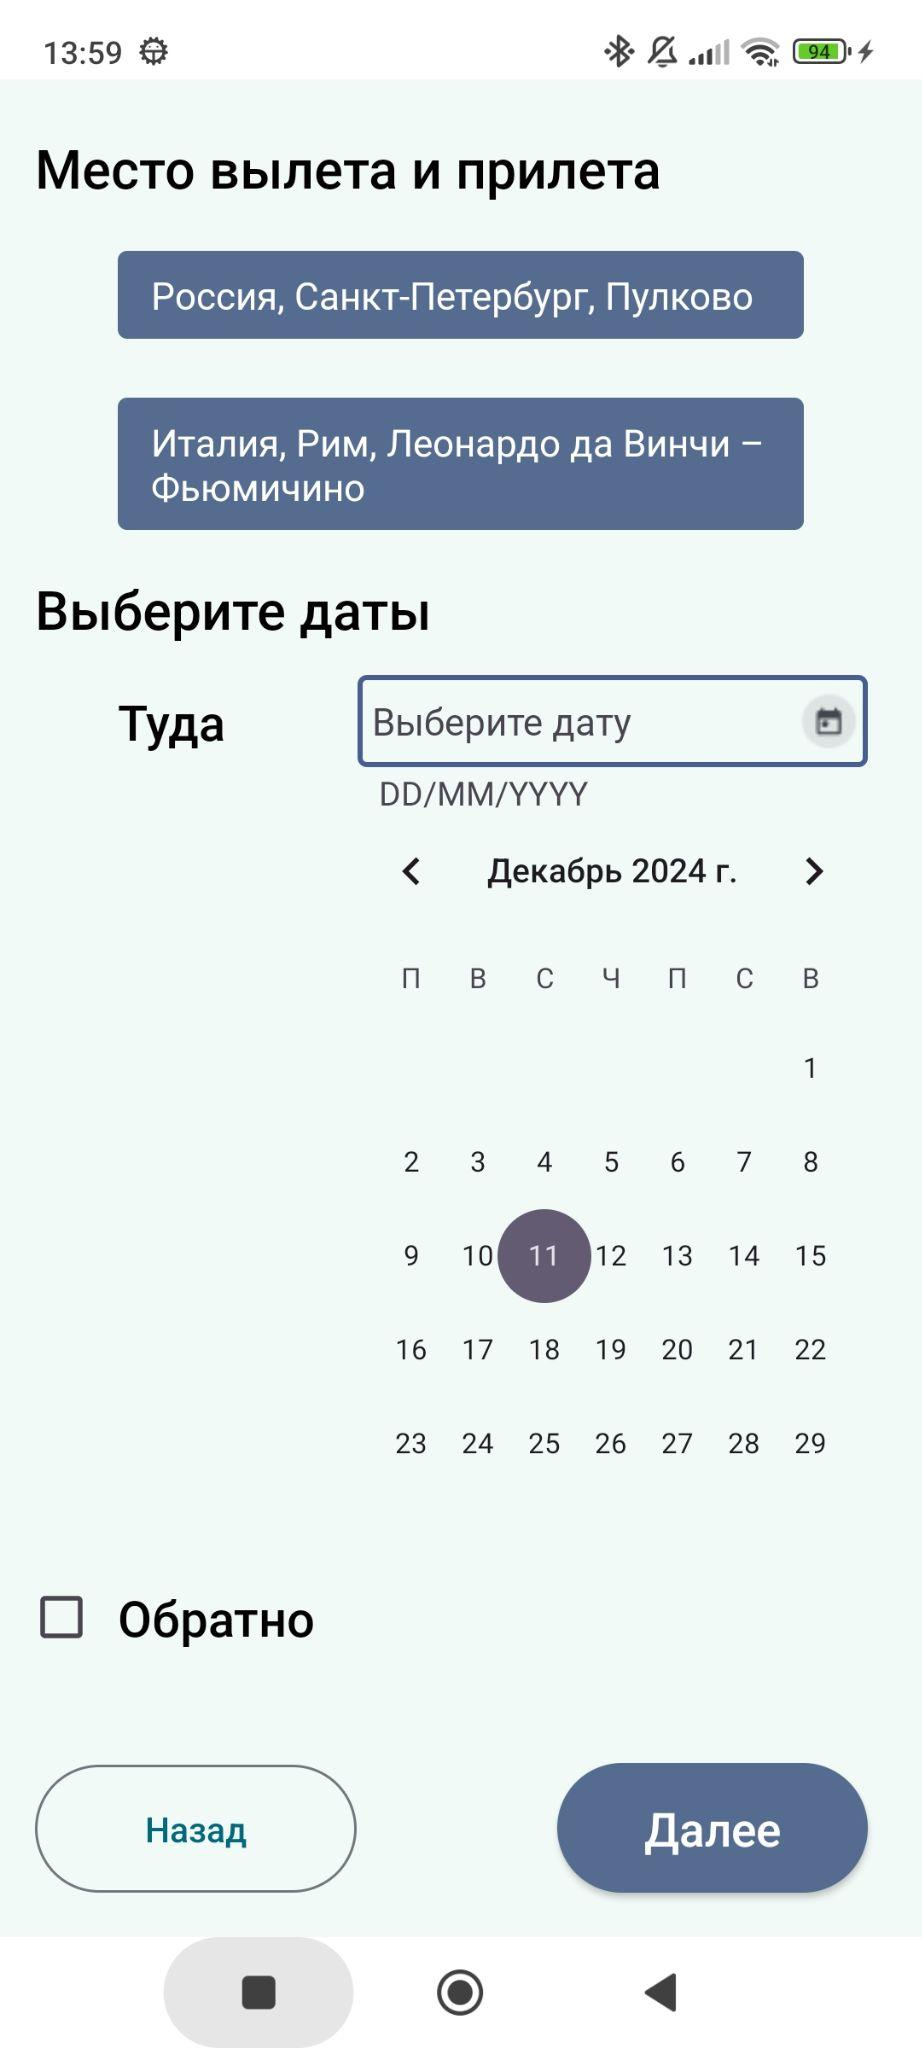 13:59
94
Место вылета и прилета
Россия, Санкт-Петербург, Пулково
Италия, Рим, Леонардо да Винчи –
Фьюмичино
Выберите даты
Туда
Выберите дату
DD/MM/YYYY
Декабрь 2024 г.
П В С Ч П С В
1
2 3 4 5 6 7 8
9 10 11 12 13 14 15
16 17 18 19 20 21 22
23 24 25 26 27 28 29
Обратно
Назад
Далее